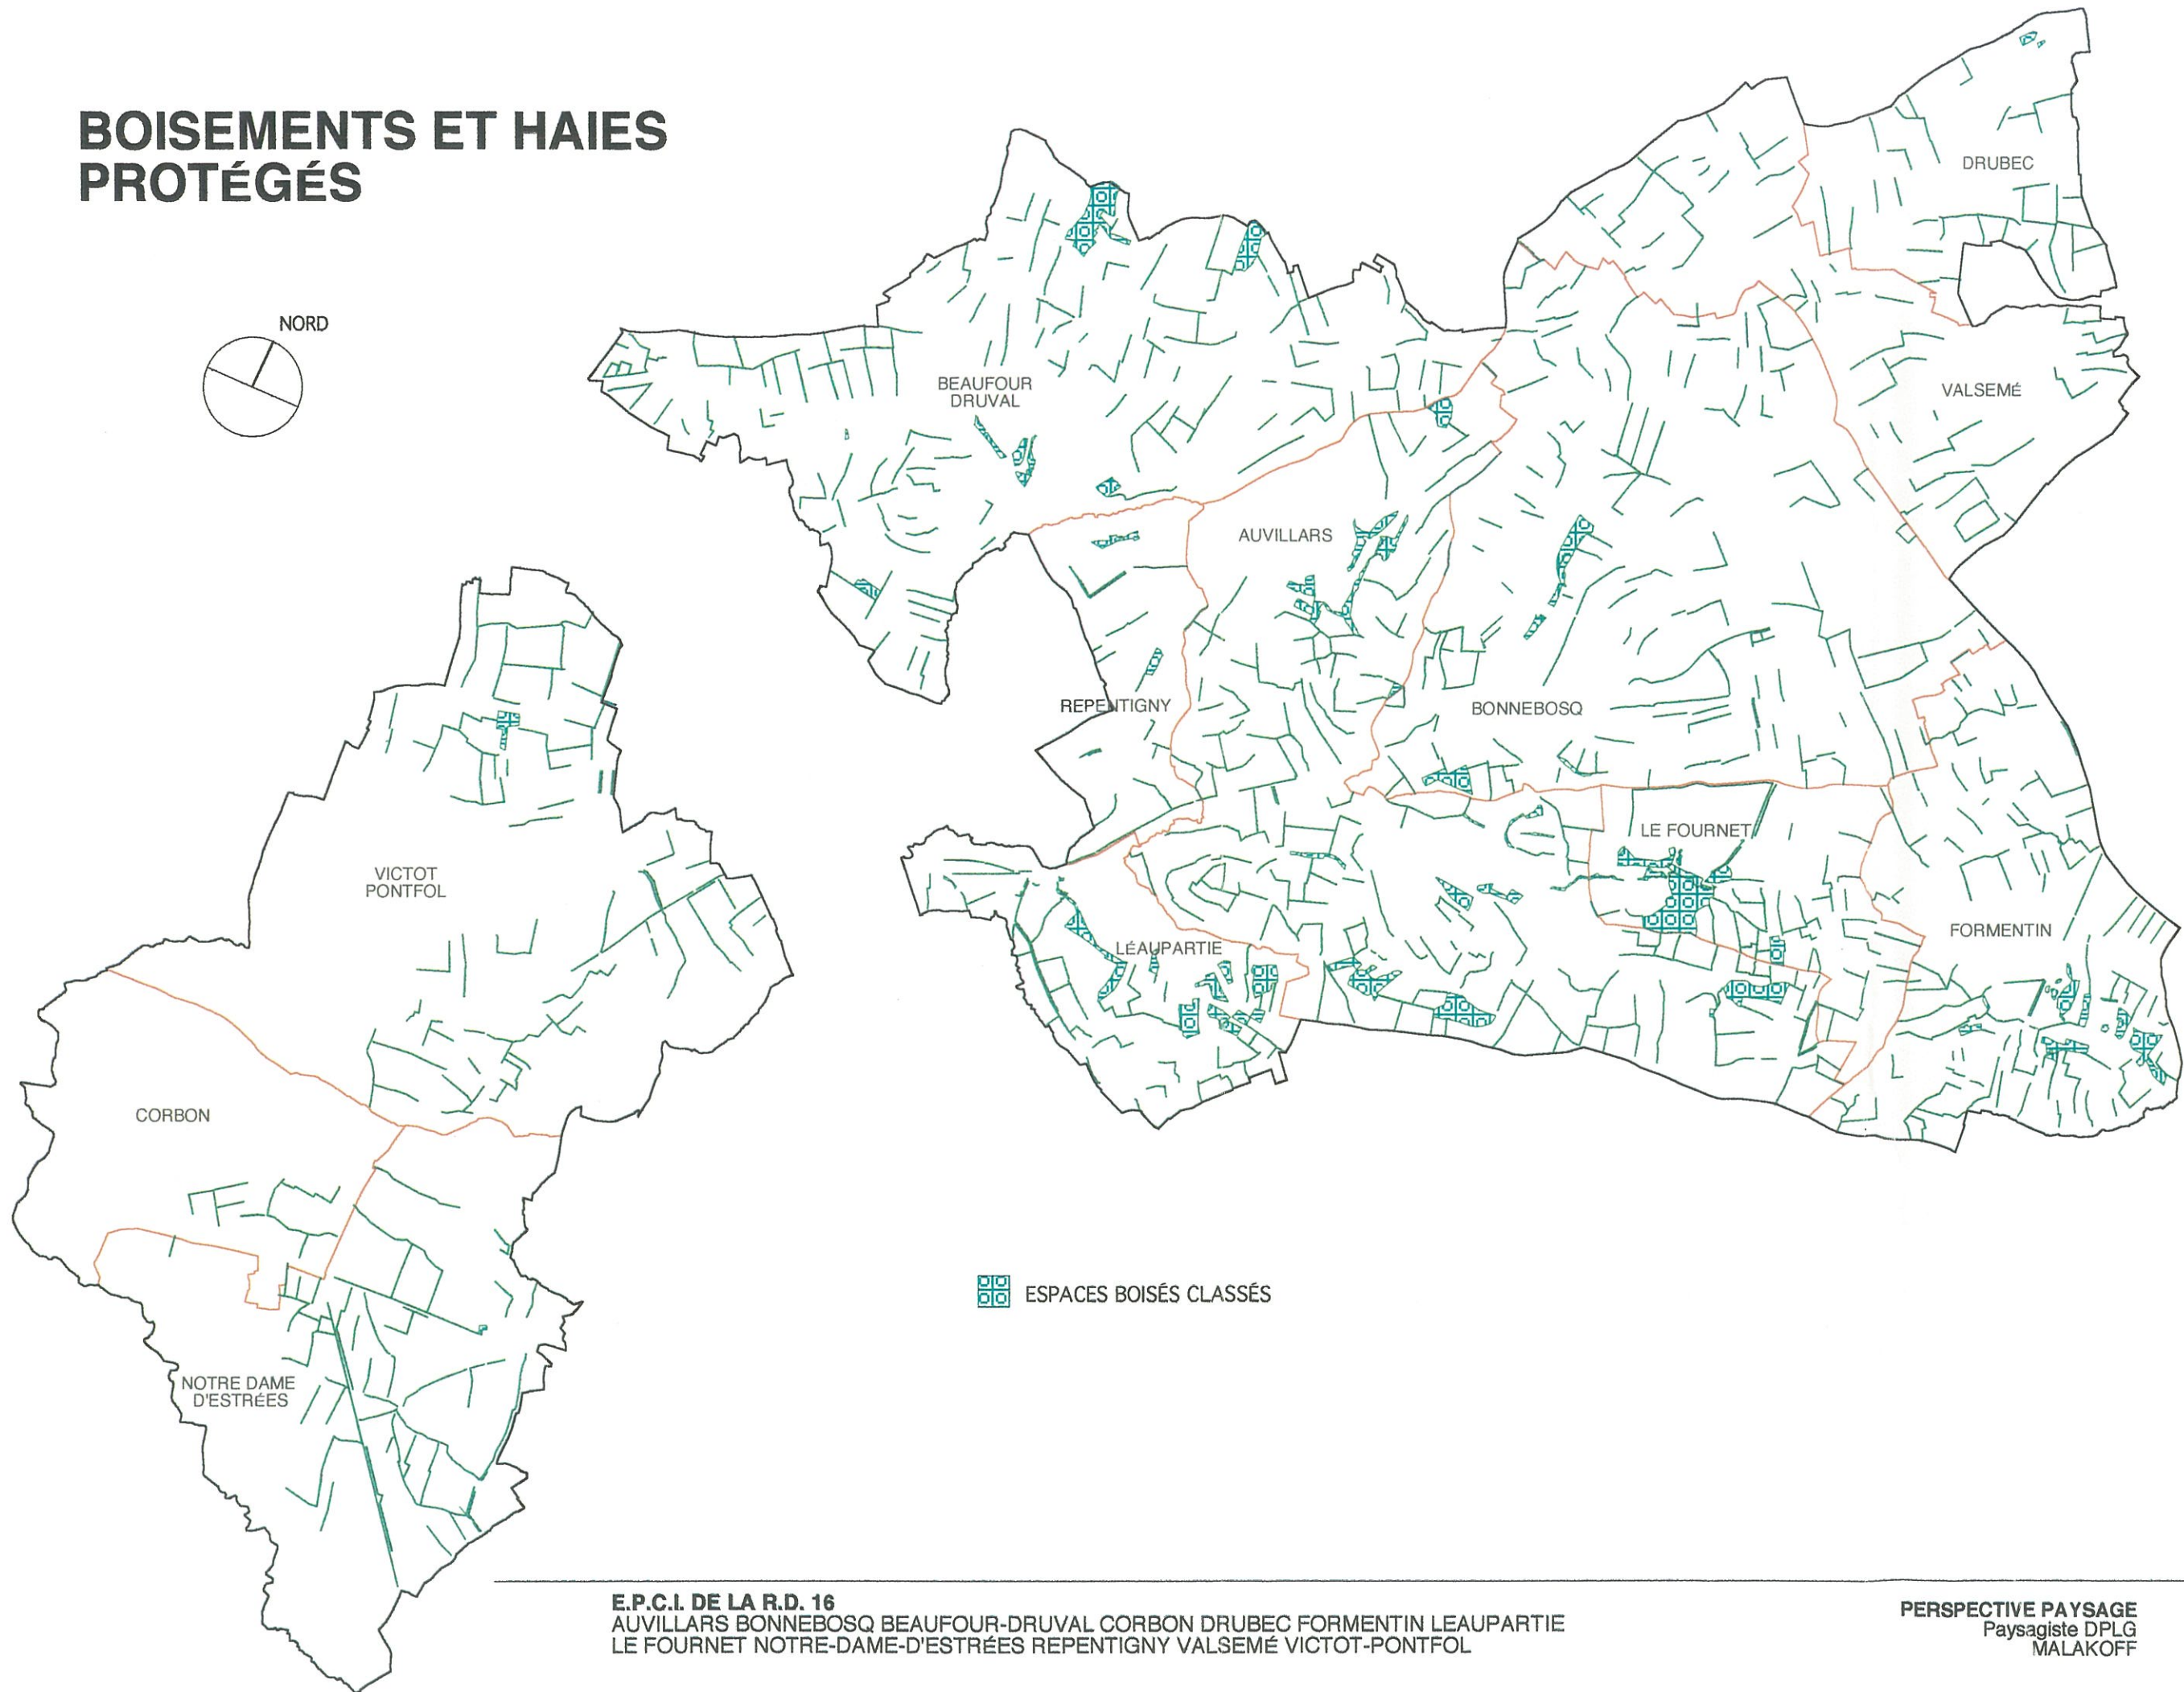 BOISEMENTS ET HAIES
PROTÉGÉS
NORD
DRUBEC
BEAUFOUR
DRUVAL
VALSEMÉ
AUVILLARS
REPENTIGNY
BONNEBOSQ
LE FOURNET
VICTOT
PONTFOL
LÉAUPARTIE
FORMENTIN
CORBON
ESPACES BOISÉS CLASSÉS
NOTRE DAME
D'ESTRÉES
E.P.C.I. DE LA R.D. 16
AUVILLARS BONNEBOSQ BEAUFOUR-DRUVAL CORBON DRUBEC FORMENTIN LEAUPARTIE
LE FOURNET NOTRE-DAME-D'ESTRÉES REPENTIGNY VALSEMÉ VICTOT-PONTFOL
PERSPECTIVE PAYSAGE
Paysagiste DPLG
MALAKOFF